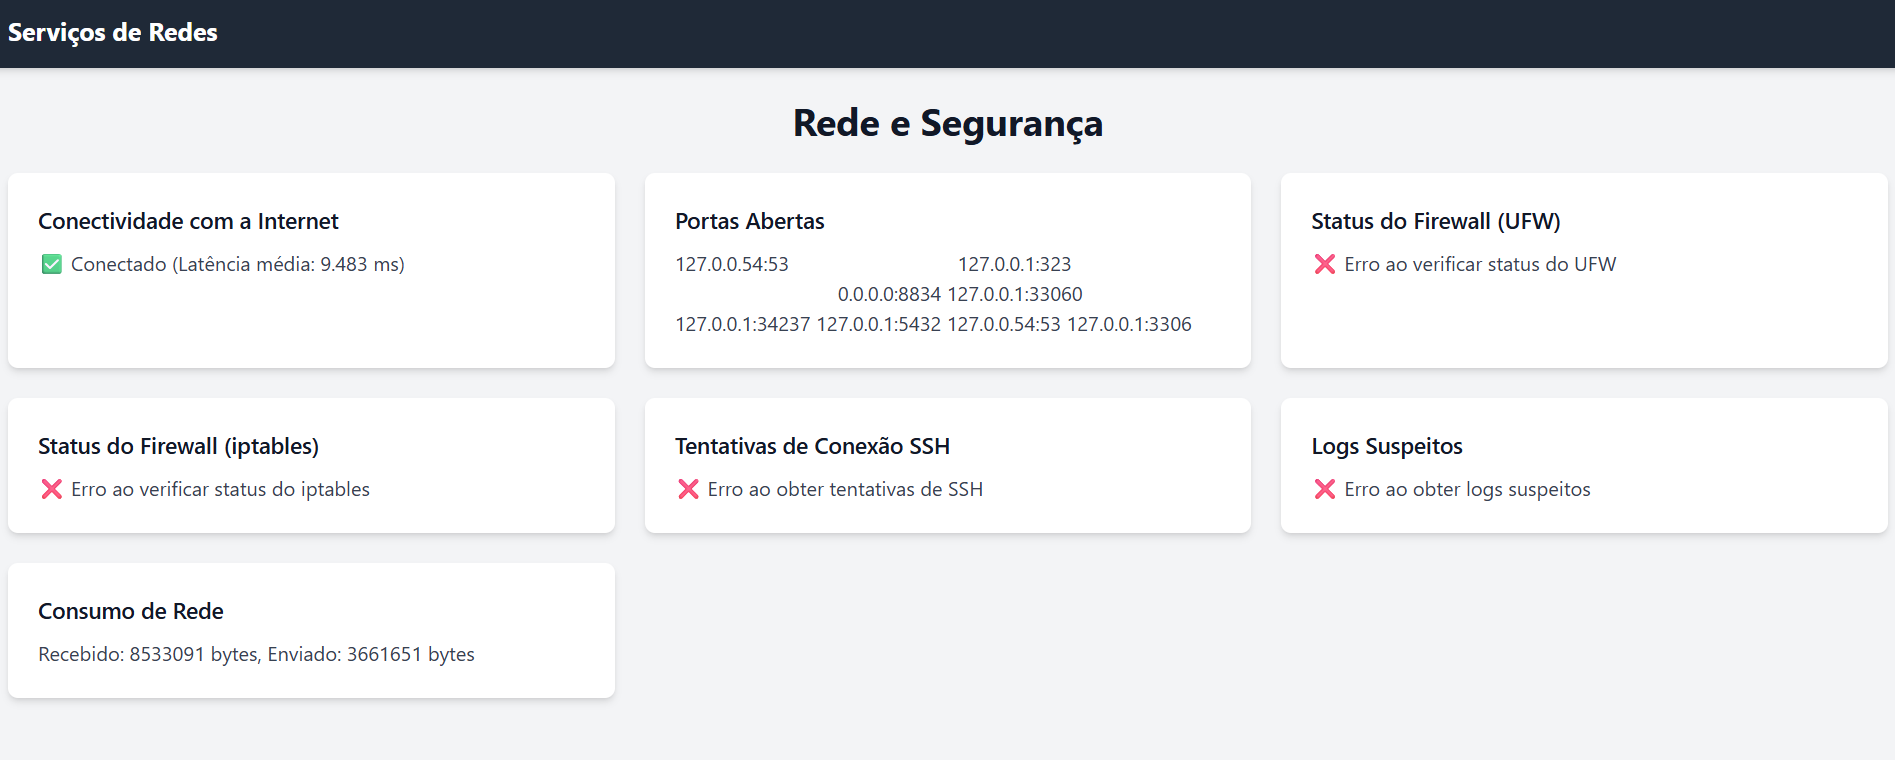 Serviços de Redes
Rede e Segurança
Conectividade com a Internet
✅ Conectado (Latência média: 9.483 ms)
Portas Abertas
127.0.0.54:53 127.0.0.1:323
0.0.0.0:8834 127.0.0.1:33060
127.0.0.1:34237 127.0.0.1:5432 127.0.0.54:53 127.0.0.1:3306
Status do Firewall (UFW)
❌ Erro ao verificar status do UFW
Status do Firewall (iptables)
❌ Erro ao verificar status do iptables
Tentativas de Conexão SSH
❌ Erro ao obter tentativas de SSH
Logs Suspeitos
❌ Erro ao obter logs suspeitos
Consumo de Rede
Recebido: 8533091 bytes, Enviado: 3661651 bytes